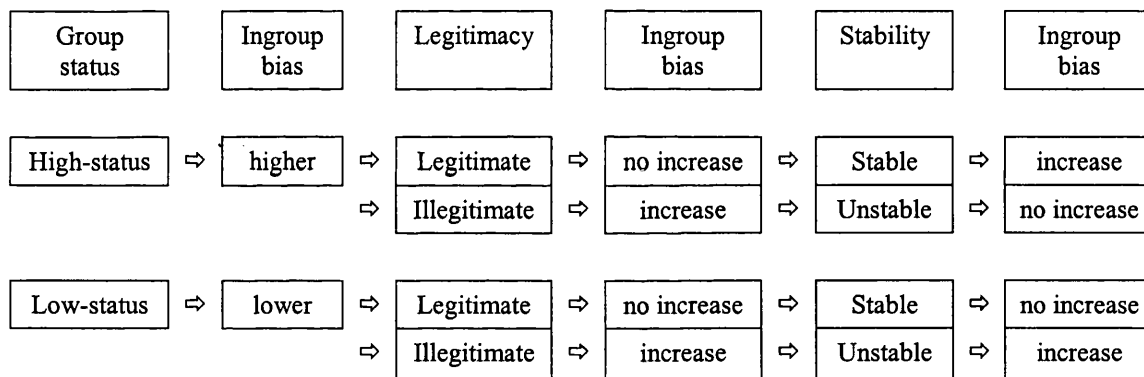 Group status Ingroup bias Legitimacy Ingroup bias Stability Ingroup bias
High-status ⇨ higher ⇨ Legitimate ⇨ no increase ⇨ Stable ⇨ increase
⇨ Illegitimate ⇨ increase ⇨ Unstable ⇨ no increase
Low-status ⇨ lower ⇨ Legitimate ⇨ no increase ⇨ Stable ⇨ no increase
⇨ Illegitimate ⇨ increase ⇨ Unstable ⇨ increase